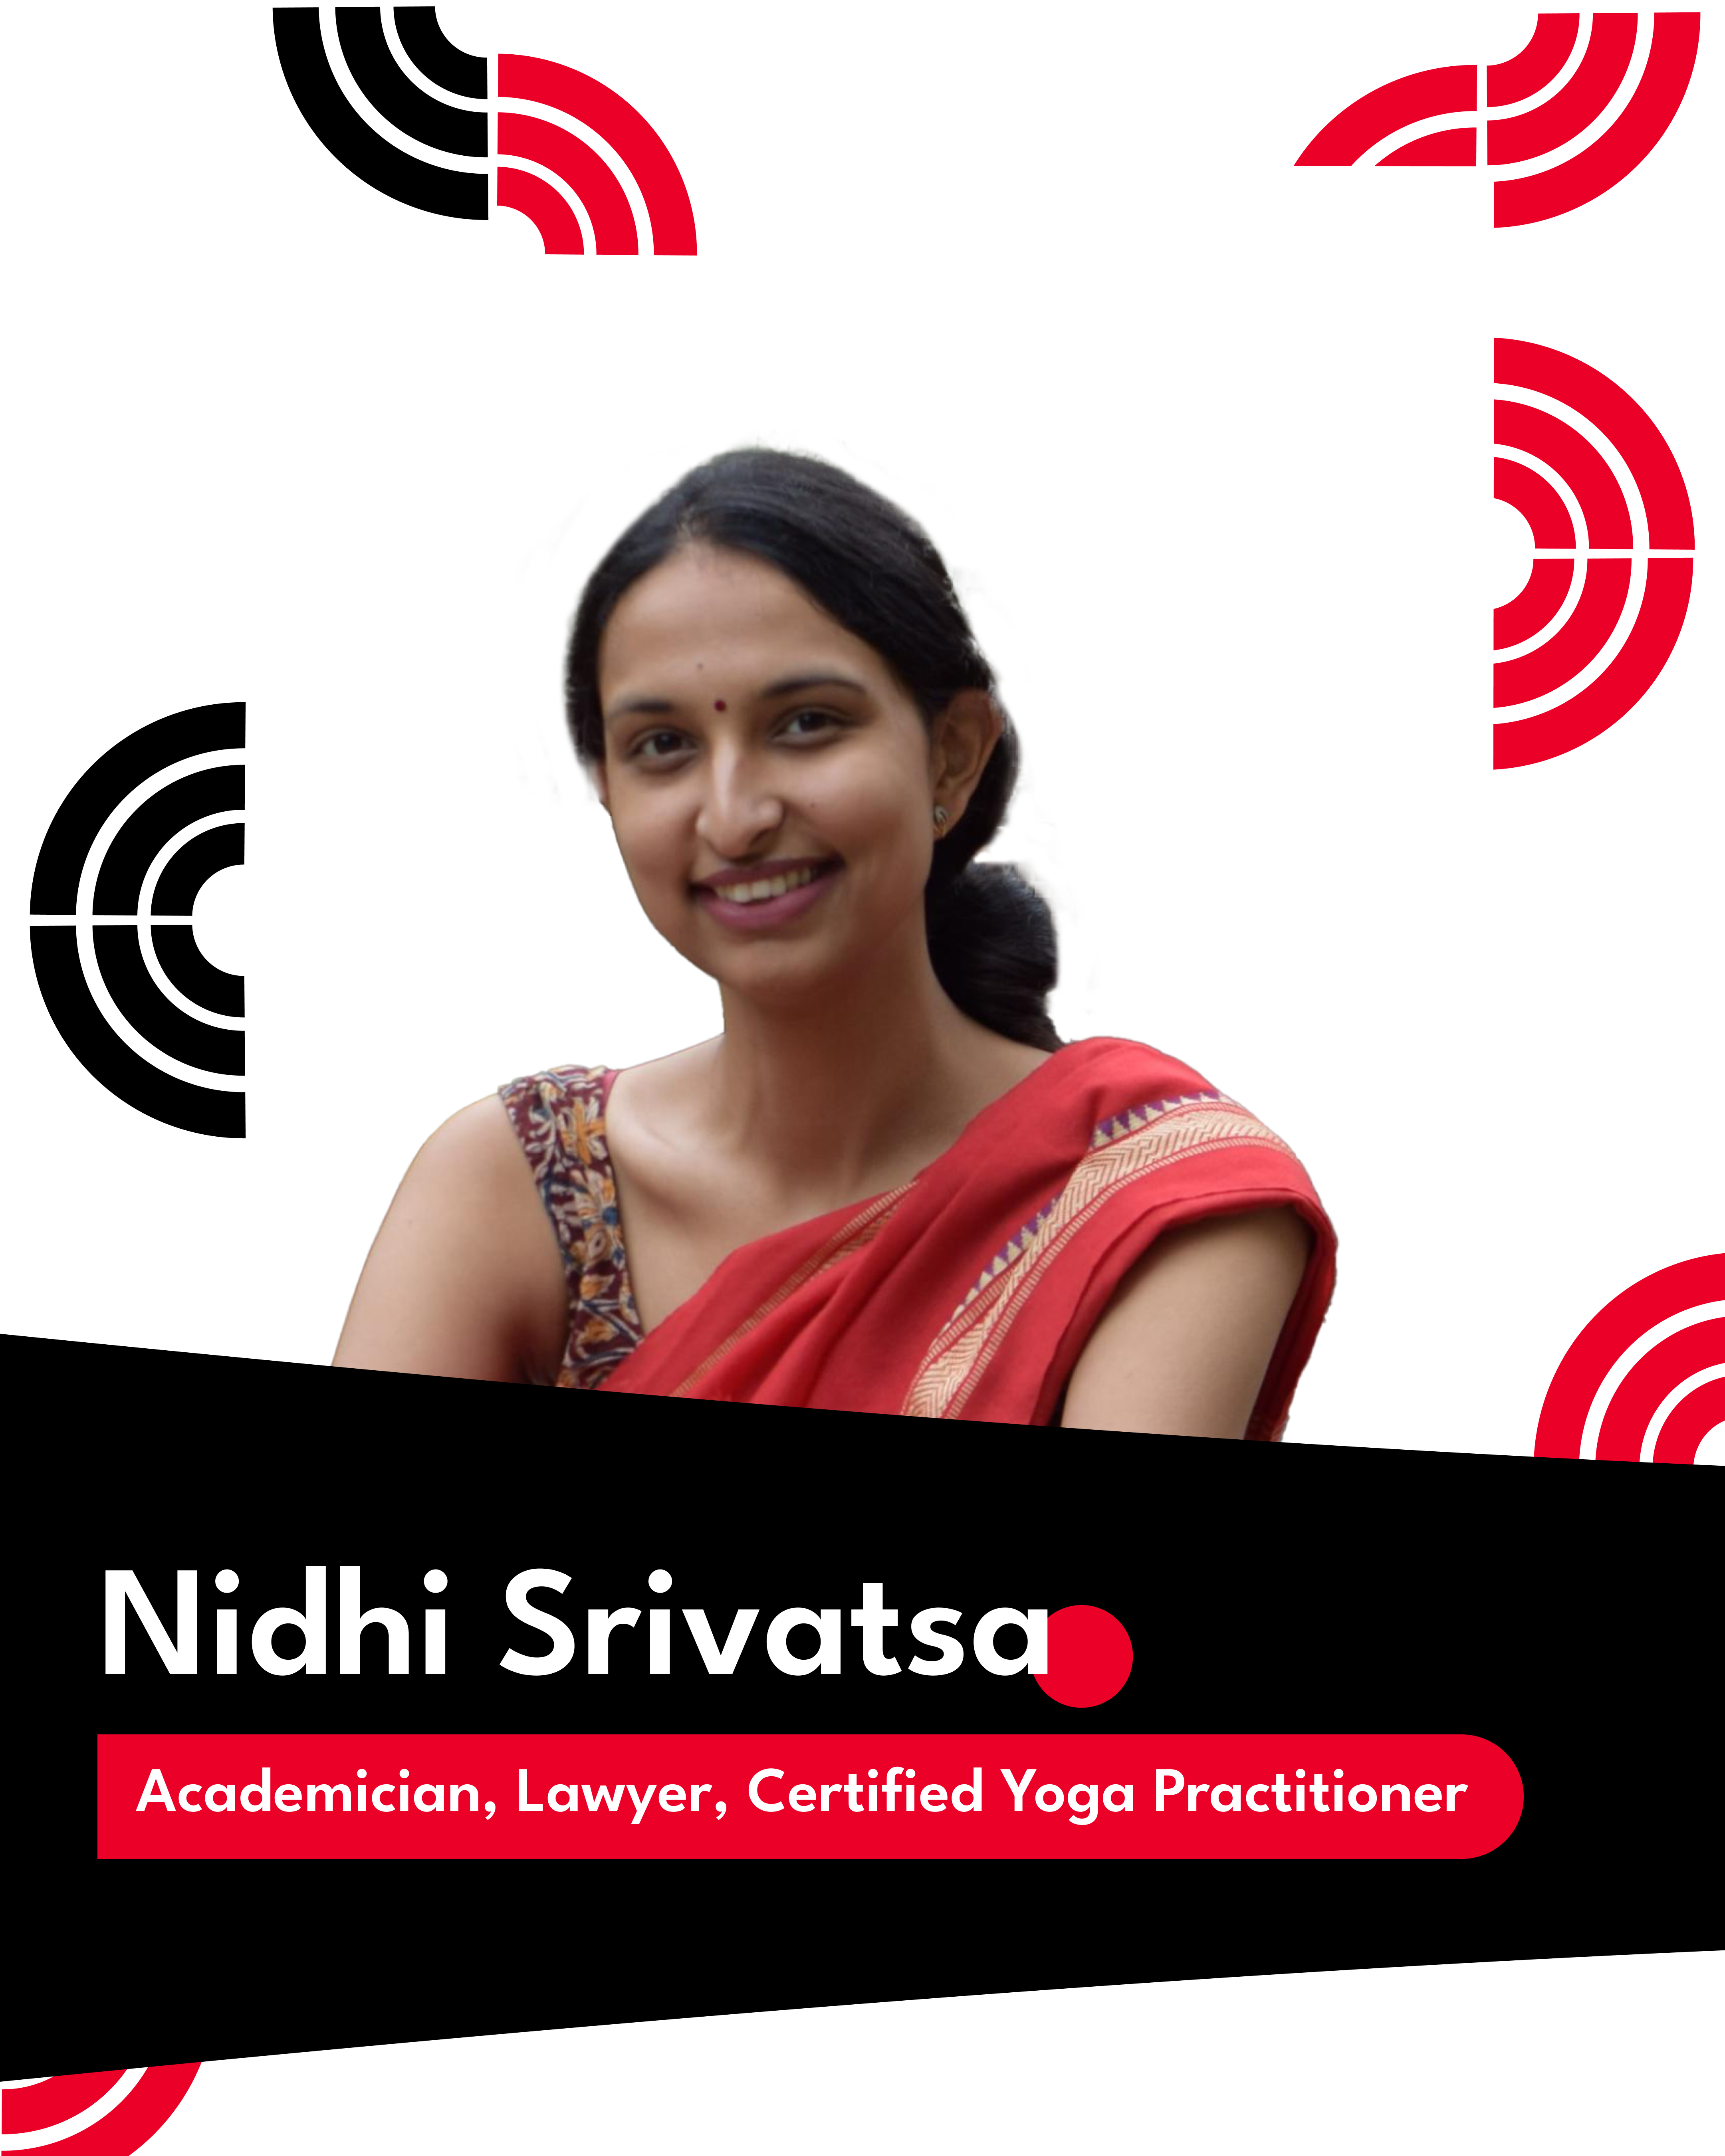 Nidhi Srivatsa
Academician, Lawyer, Certified Yoga Practitioner